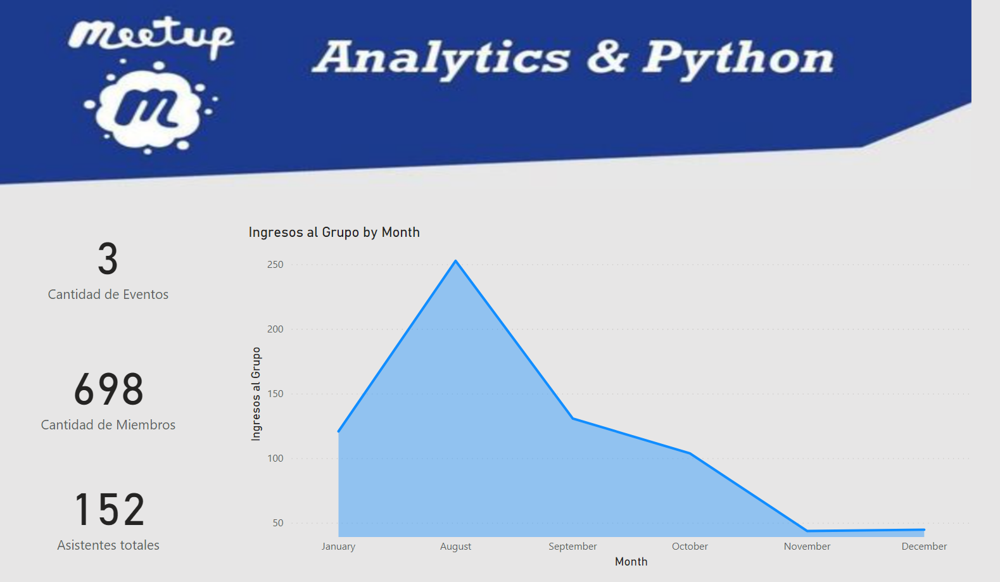 meetup
Analytics & Python
m
3
Cantidad de Eventos
698
Cantidad de Miembros
152
Asistentes totales
Ingresos al Grupo by Month
Ingresos al Grupo
250
200
150
100
50
January August September October November December
Month